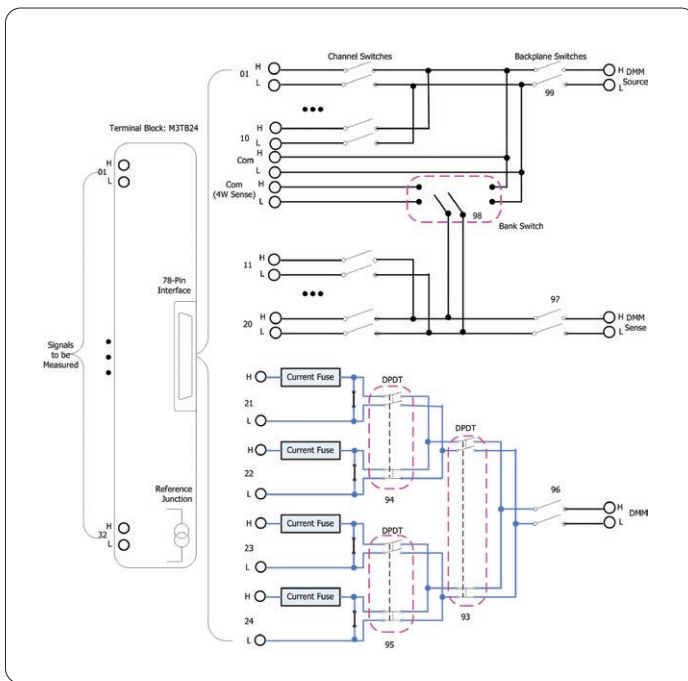 Channel Switches
Backplane Switches
H
01
L
H DMM
Source
L
99
Terminal Block: M3TB24
H
10
L
H
Com
L
H
Com
(4W Sense)
L
98
Bank Switch
H
01
L
78-Pin
Interface
H
11
L
97
H
20
L
H DMM
Sense
L
Signals
to be
Measured
H
Current Fuse
DPDT
21
L
DPDT
H
Current Fuse
22
L
94
96
H
DMMI
L
Reference
Junction
H
32
L
H
Current Fuse
DPDT
23
L
H
Current Fuse
24
L
95
93